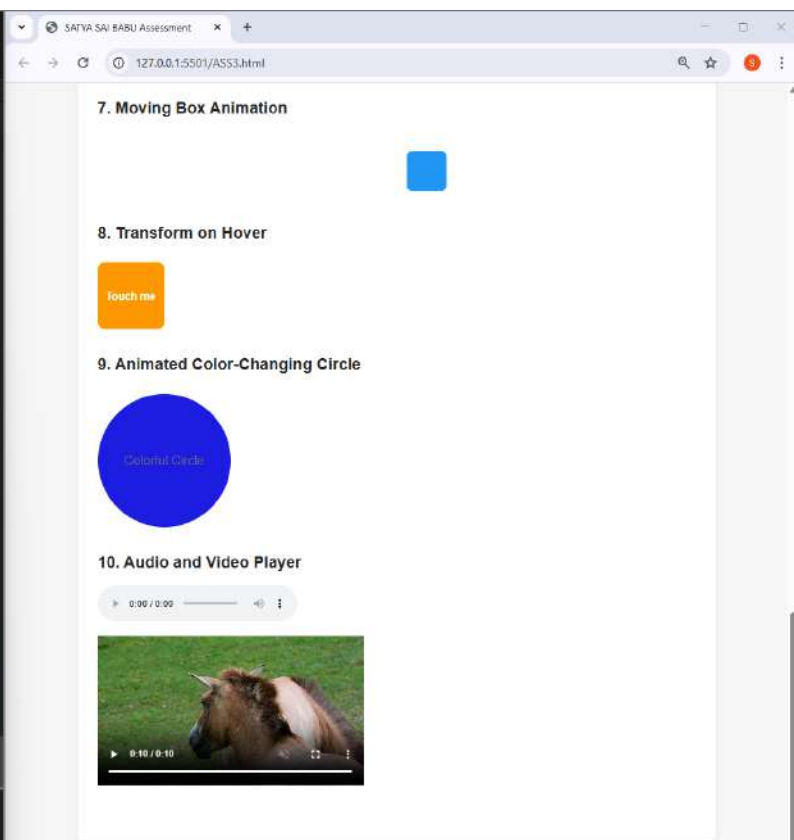 SATYA SAI BABU Assessment
127.0.0.1:5501/ASS3.html
S
7. Moving Box Animation
8. Transform on Hover
Touch me
9. Animated Color-Changing Circle
Colorful Circle
10. Audio and Video Player
0:00 / 0:00
0:10 / 0:10